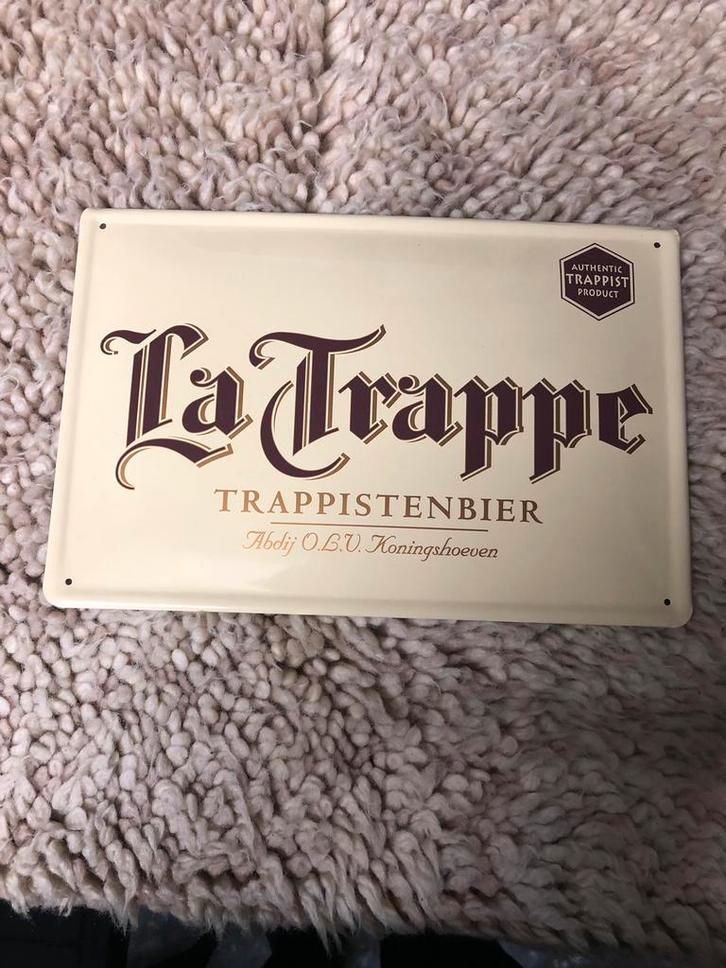 AUTHENTIC
TRAPPIST
PRODUCT
La Trappe
TRAPPISTENBIER
Abdij O.L.V. Koningshoeven